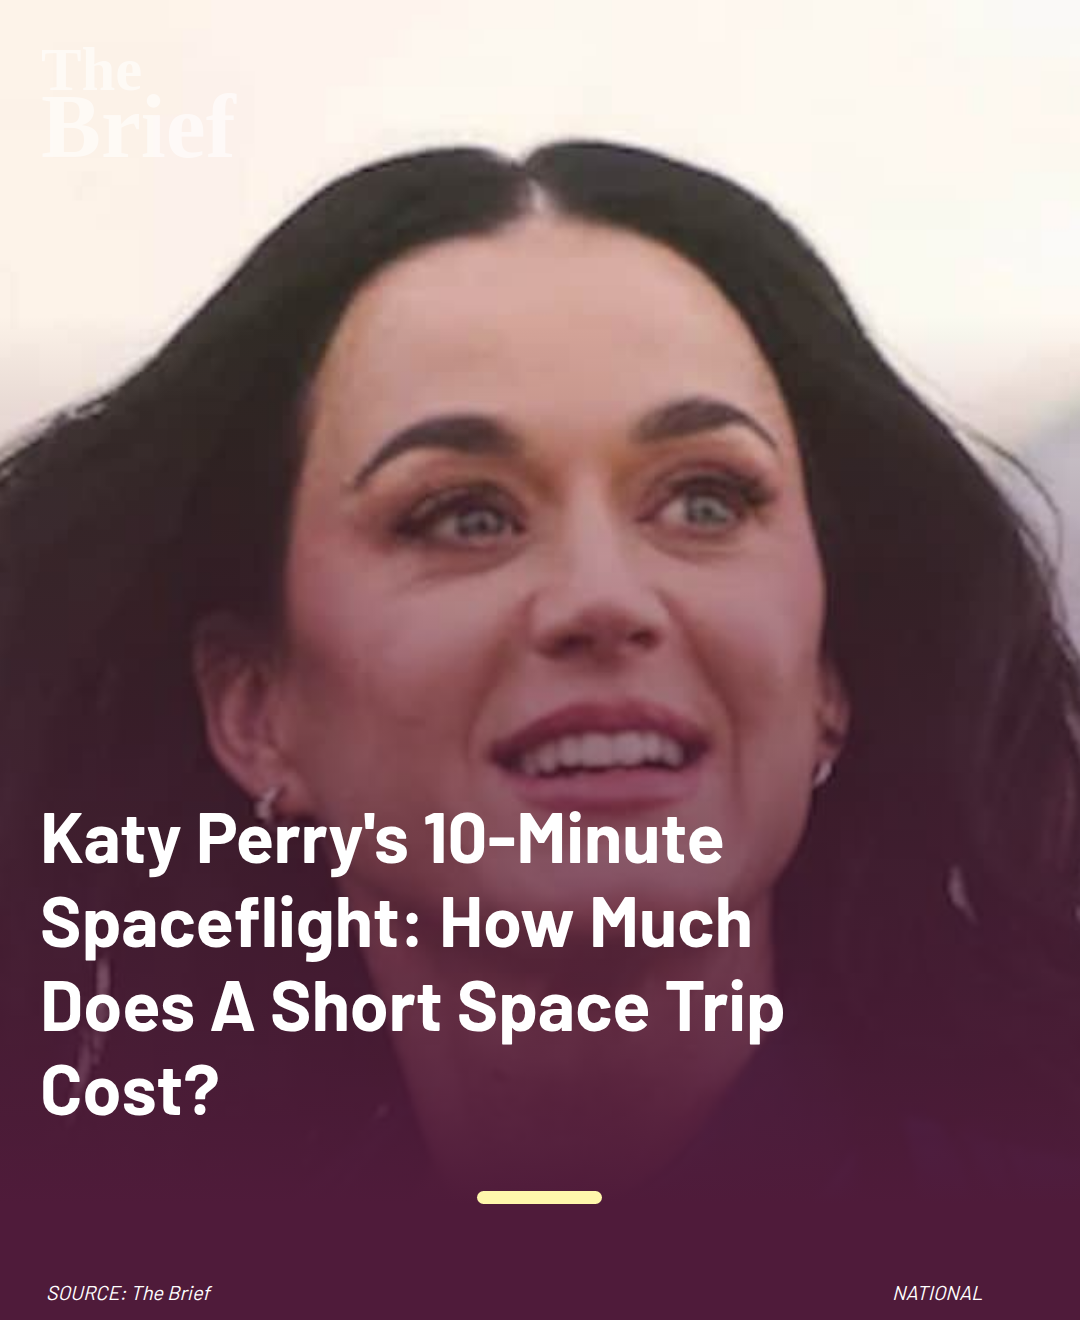 The
Brief
Katy Perry's 10-Minute
Spaceflight: How Much
Does A Short Space Trip
Cost?
SOURCE: The Brief
NATIONAL